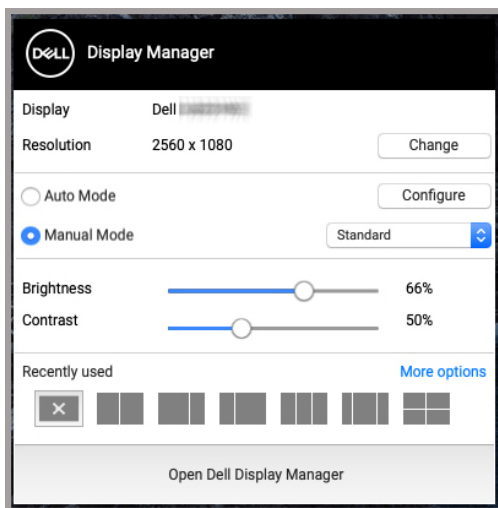 DELL Display Manager
Display Dell
Resolution 2560 x 1080 Change
Auto Mode Configure
Manual Mode Standard
Brightness 66%
Contrast 50%
Recently used More options
Open Dell Display Manager